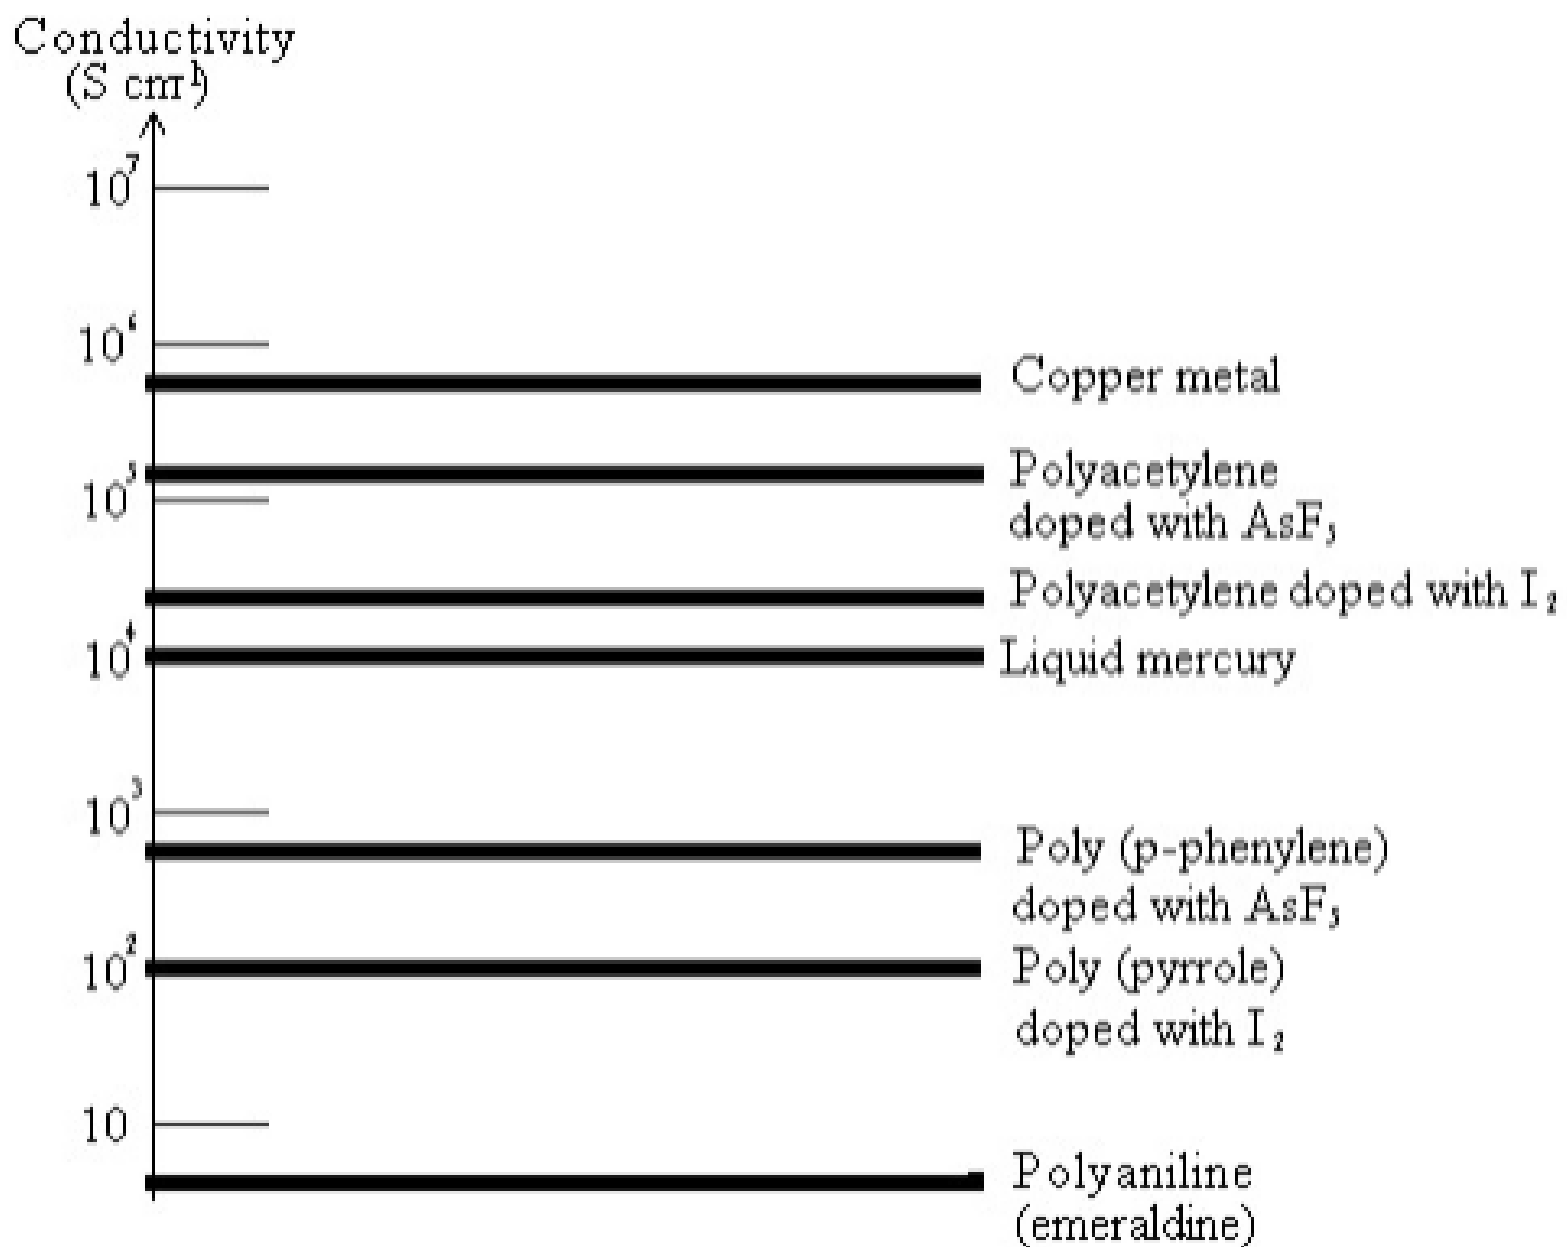 Conductivity
(S cm⁻¹)
10⁷
10⁶
Copper metal
Polyacetylene
10⁵
doped with AsF₅
Polyacetylene doped with I₂
10⁴
Liquid mercury
10³
Poly (p-phenylene)
doped with AsF₅
10²
Poly (pyrrole)
doped with I₂
10
Polyaniline
(emeraldine)